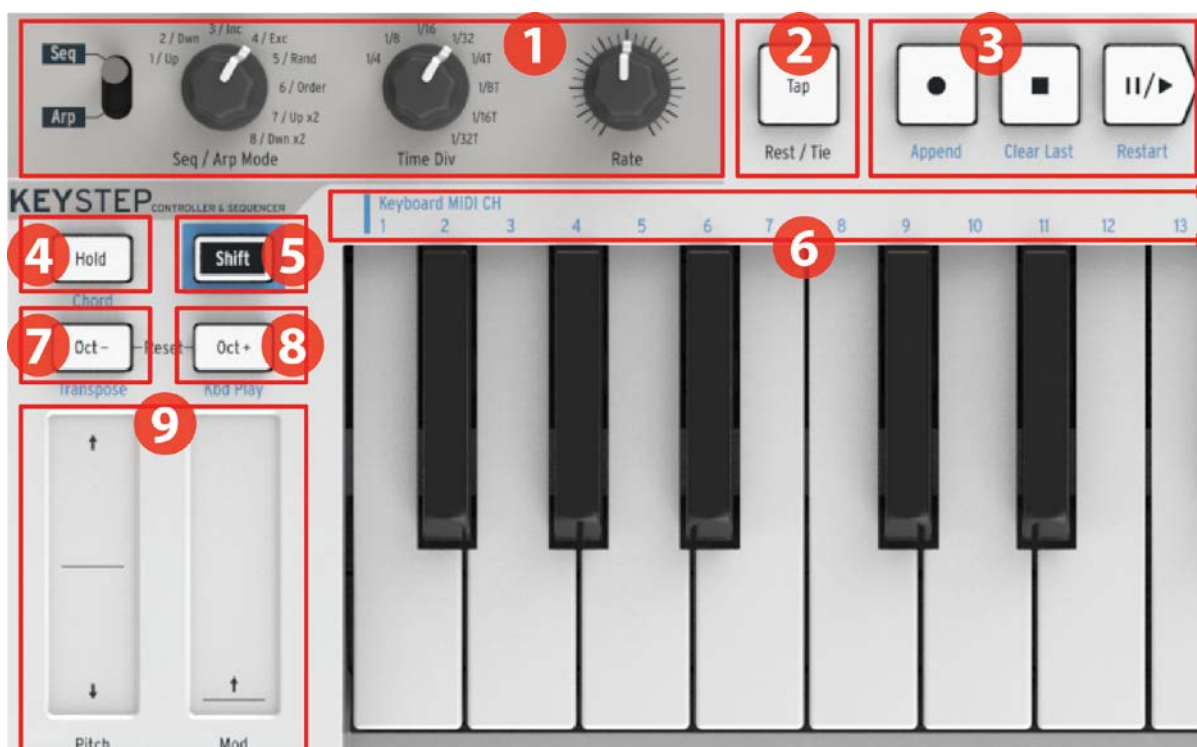 1
2
3
Seq
Arp
1 / Up
2 / Dwn
3 / Inc
4 / Exc
5 / Rand
6 / Order
7 / Up x2
8 / Dwn x2
Seq / Arp Mode
1/4
1/8
1/16
1/32
1/4T
1/8T
1/16T
1/32T
Time Div
Rate
Tap
Rest / Tie
Append
Clear Last
Restart
KEYSTEP CONTROLLER & SEQUENCER
Keyboard MIDI CH
1 2 3 4 5 6 7 8 9 10 11 12 13
4
Hold
Chord
Shift
5
6
7
Oct -
Transpose
Reset
Oct +
8
Kbd Play
9
Pitch
Mod